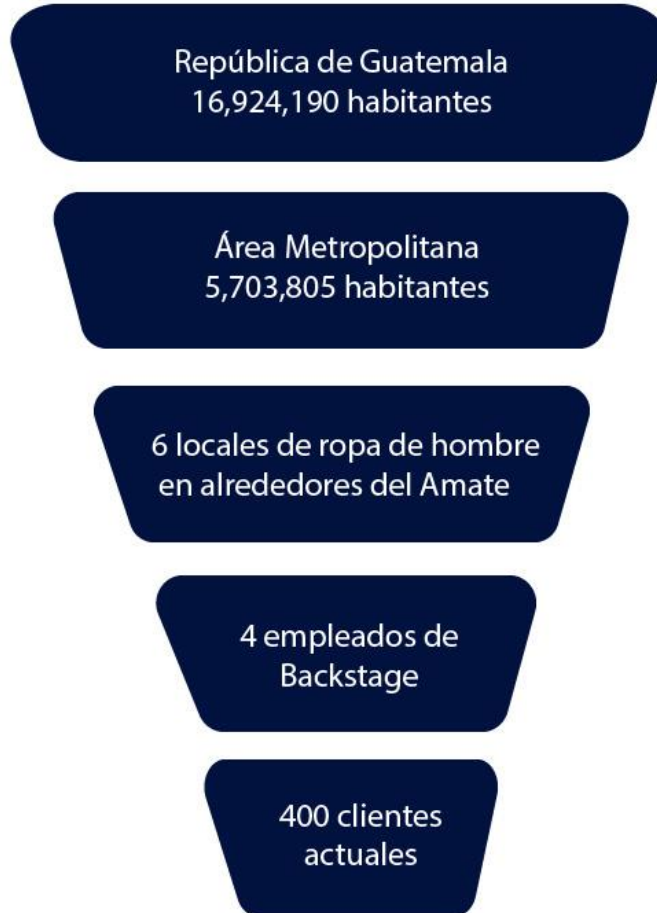 República de Guatemala
16,924,190 habitantes
Área Metropolitana
5,703,805 habitantes
6 locales de ropa de hombre
en alrededores del Amate
4 empleados de
Backstage
400 clientes
actuales